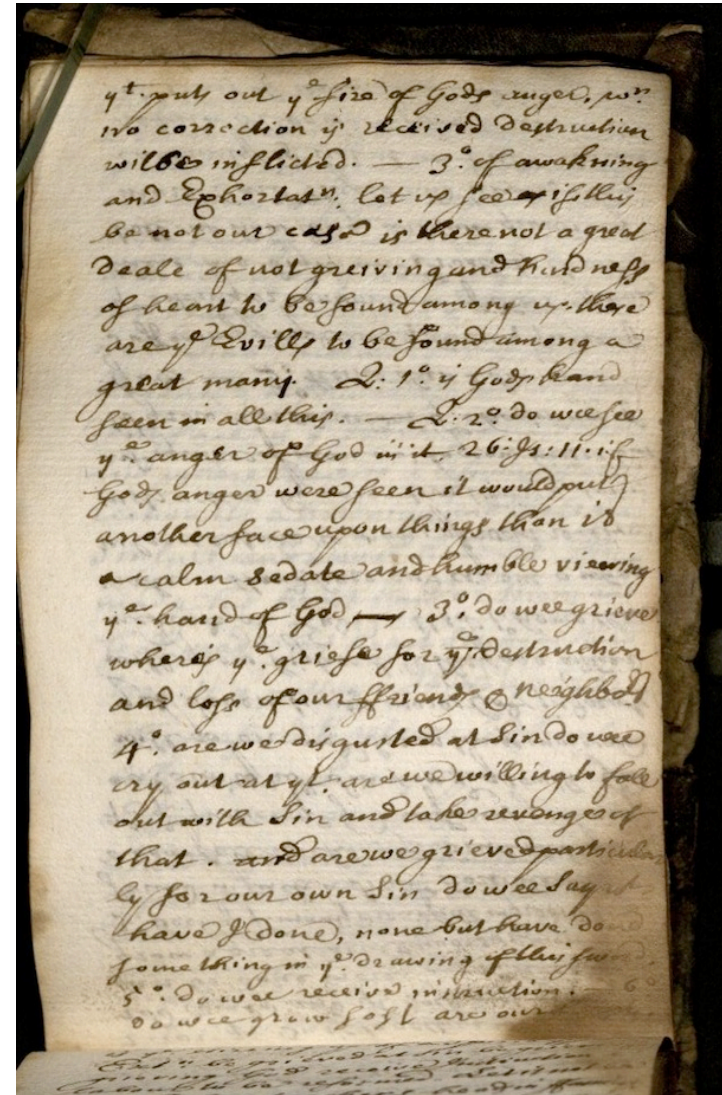 yt. puts out ye fire of Gods anger. wn.
no correction is received Destruction
wilbe inflicted. — 3o. of awakning
and Exhortatn. let us see if this
be not our case is there not a great
deale of not greiving and hardness
of heart to be found among us. there
are ye Evills to be found among a
great many. Q: 1o. is Gods hand
seen in all this. — Q: 2o. do wee see
ye anger of God in it 26: Is: 11. if
Gods anger were seen it would put
another face upon things than is
a calm sedate and humble viewing
ye. hand of God — 3o. do wee grieve
where is ye. griefe for ye. destruction
and loss of our ffriends & neighbors
4o. are we disgusted at Sin do wee
cry out at yt. are we willing to fall
out with Sin and take revenge of
that. and are we grieved particular
ly for our own Sin do wee say
have I done, none but have done
something in ye. drawing of this sword.
5o. do wee receive instruction. — 6o
do wee grow soft are our